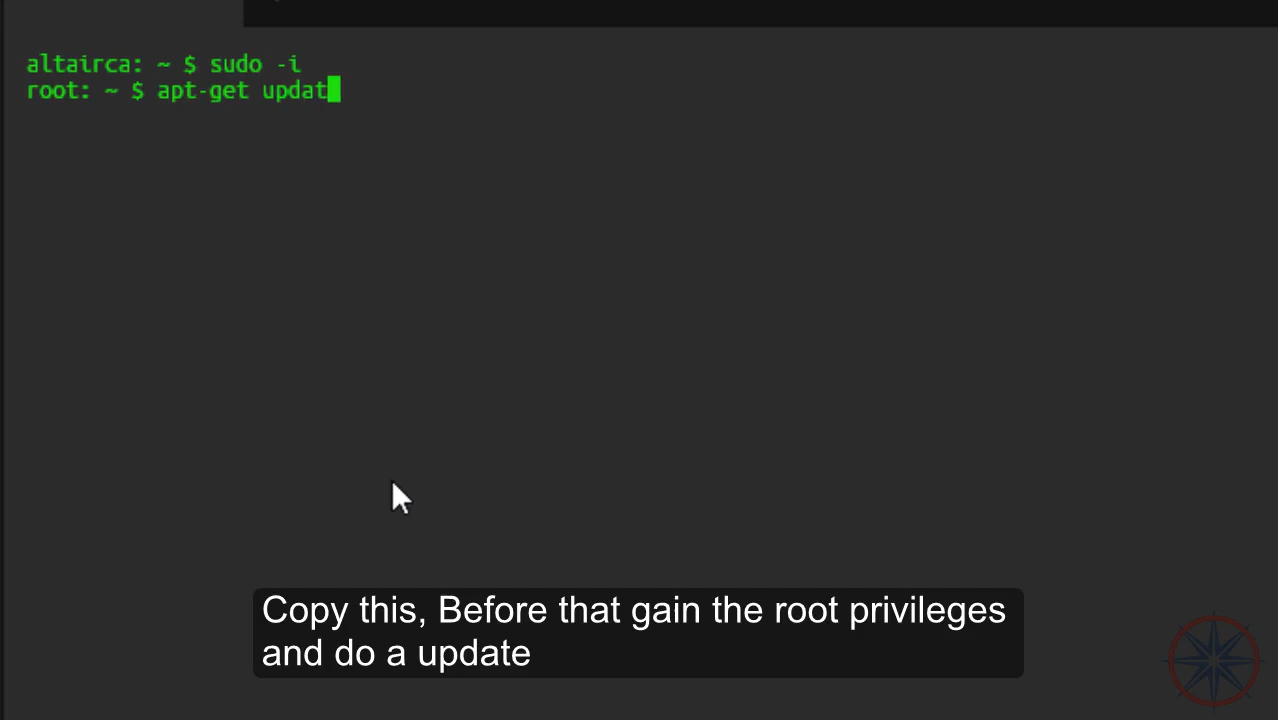 altairca: ~ $ sudo -i
root: ~ $ apt-get updat
Copy this, Before that gain the root privileges
and do a update